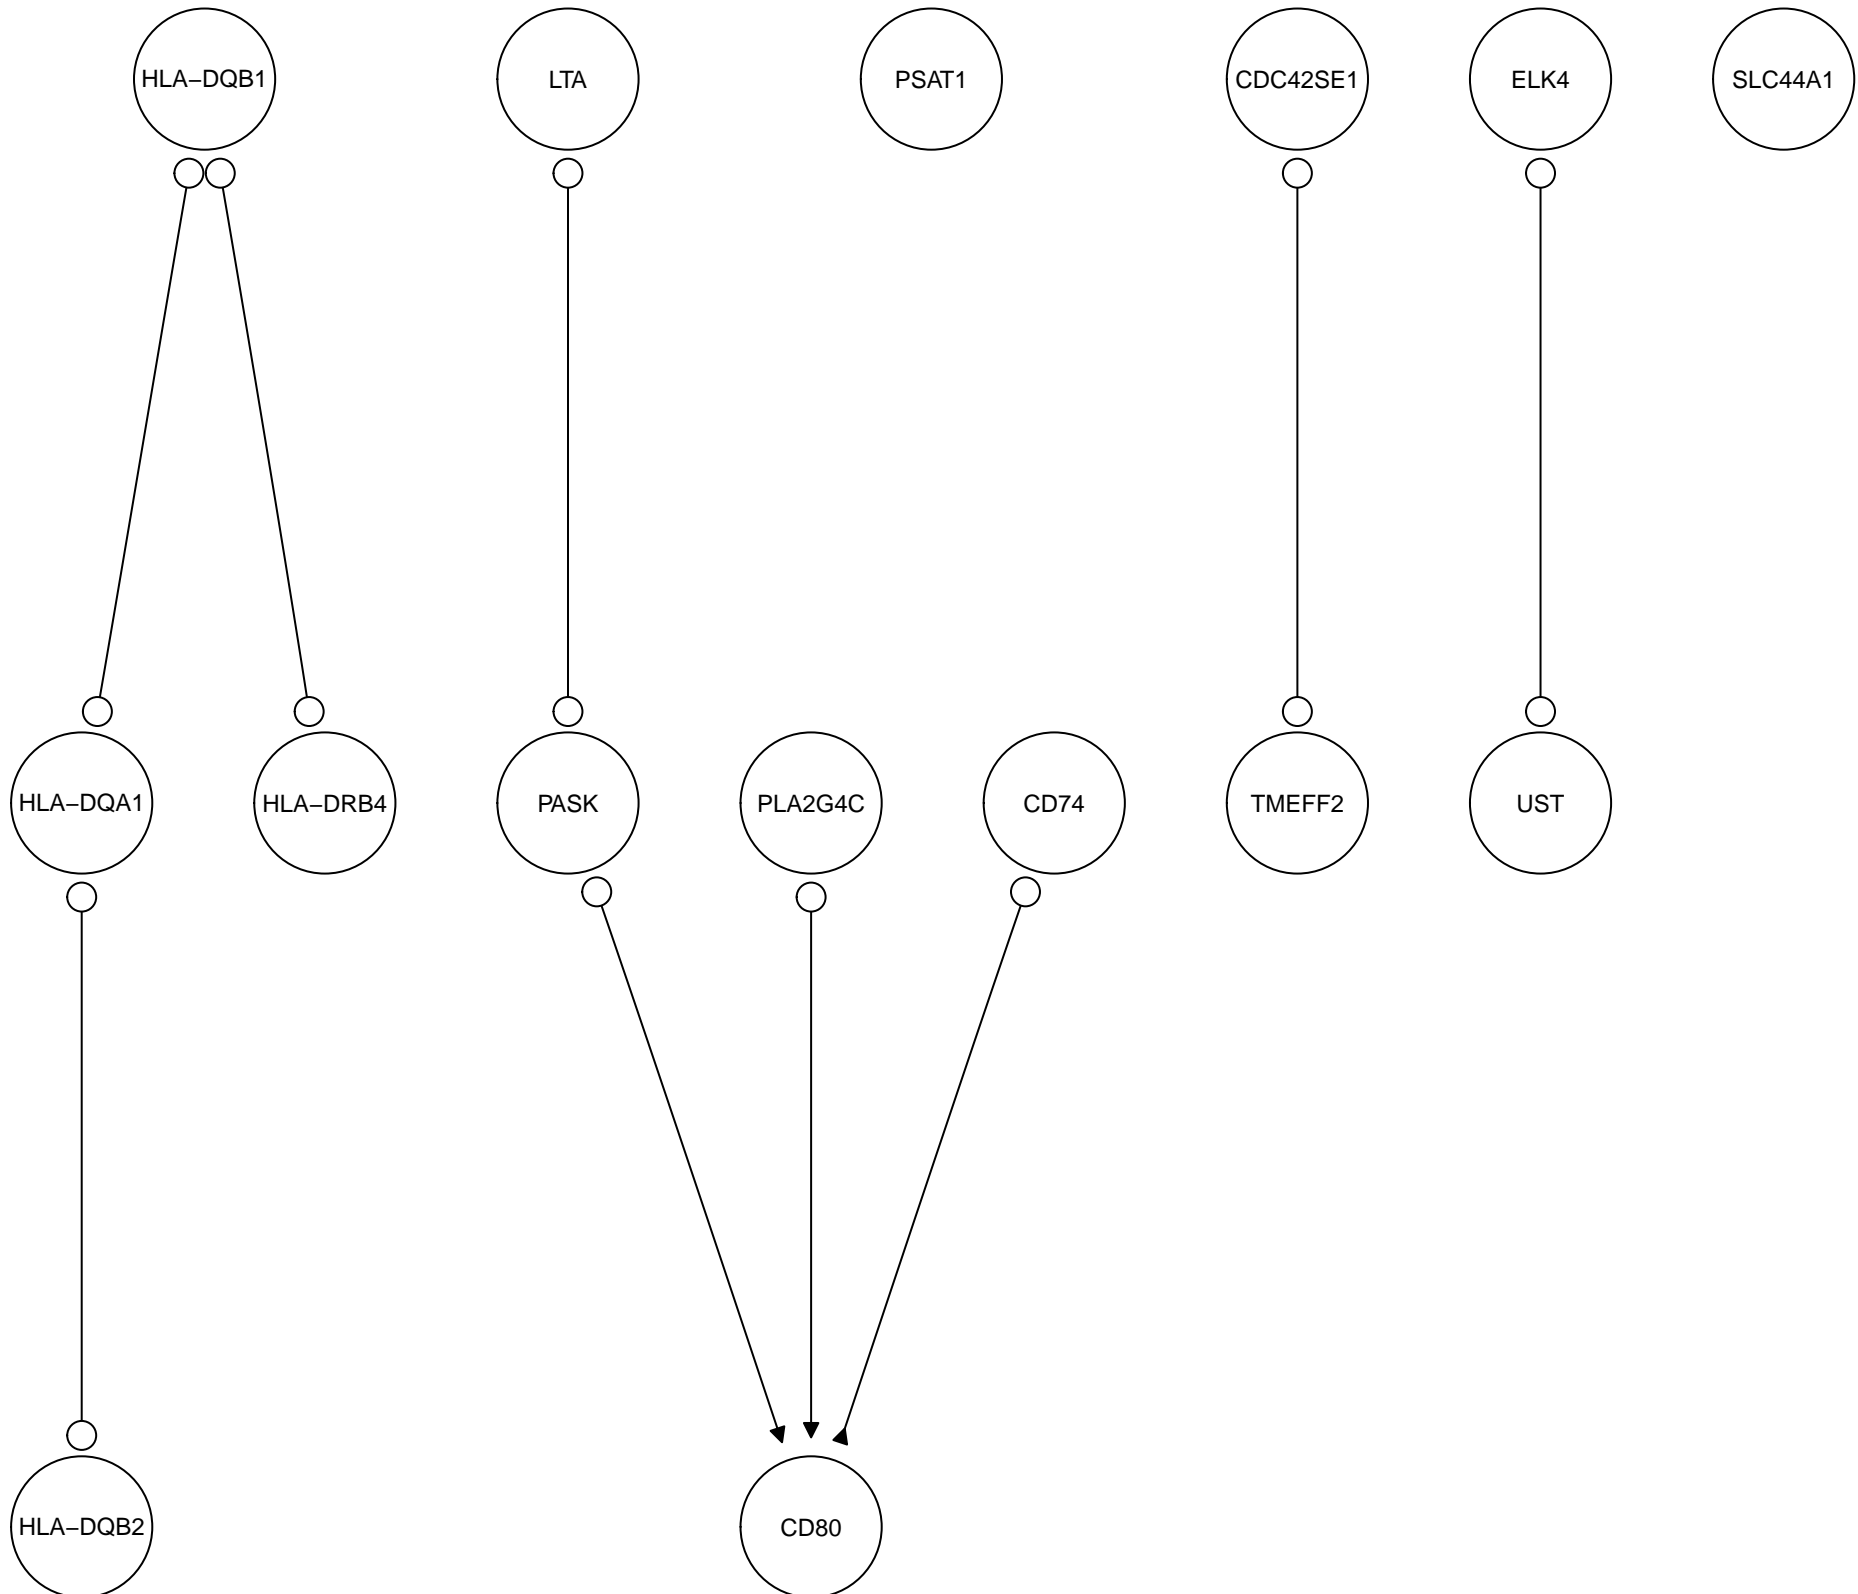 HLA−DQB1
LTA
PSAT1
CDC42SE1
ELK4
SLC44A1
HLA−DQA1
HLA−DRB4
PASK
PLA2G4C
CD74
TMEFF2
UST
HLA−DQB2
CD80